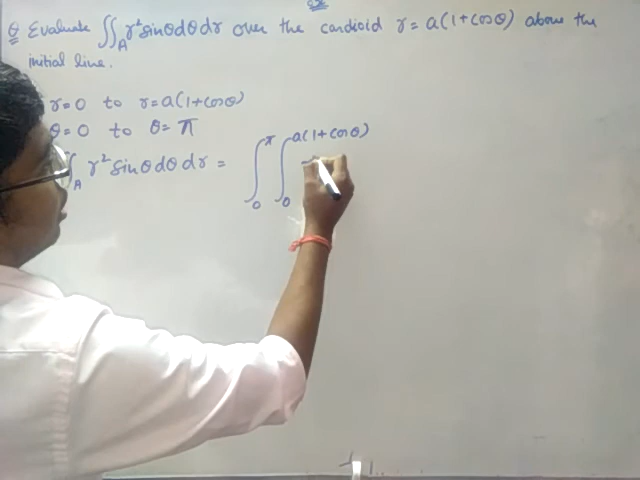 Q Evaluate ∬_A r² sinθ dθ dr over the cardioid r = a(1+cosθ) above the
initial line.
r=0 to r=a(1+cosθ)
θ=0 to θ=π
∫_A r² sinθ dθ dr = ∫_0^π ∫_0^{a(1+cosθ)}